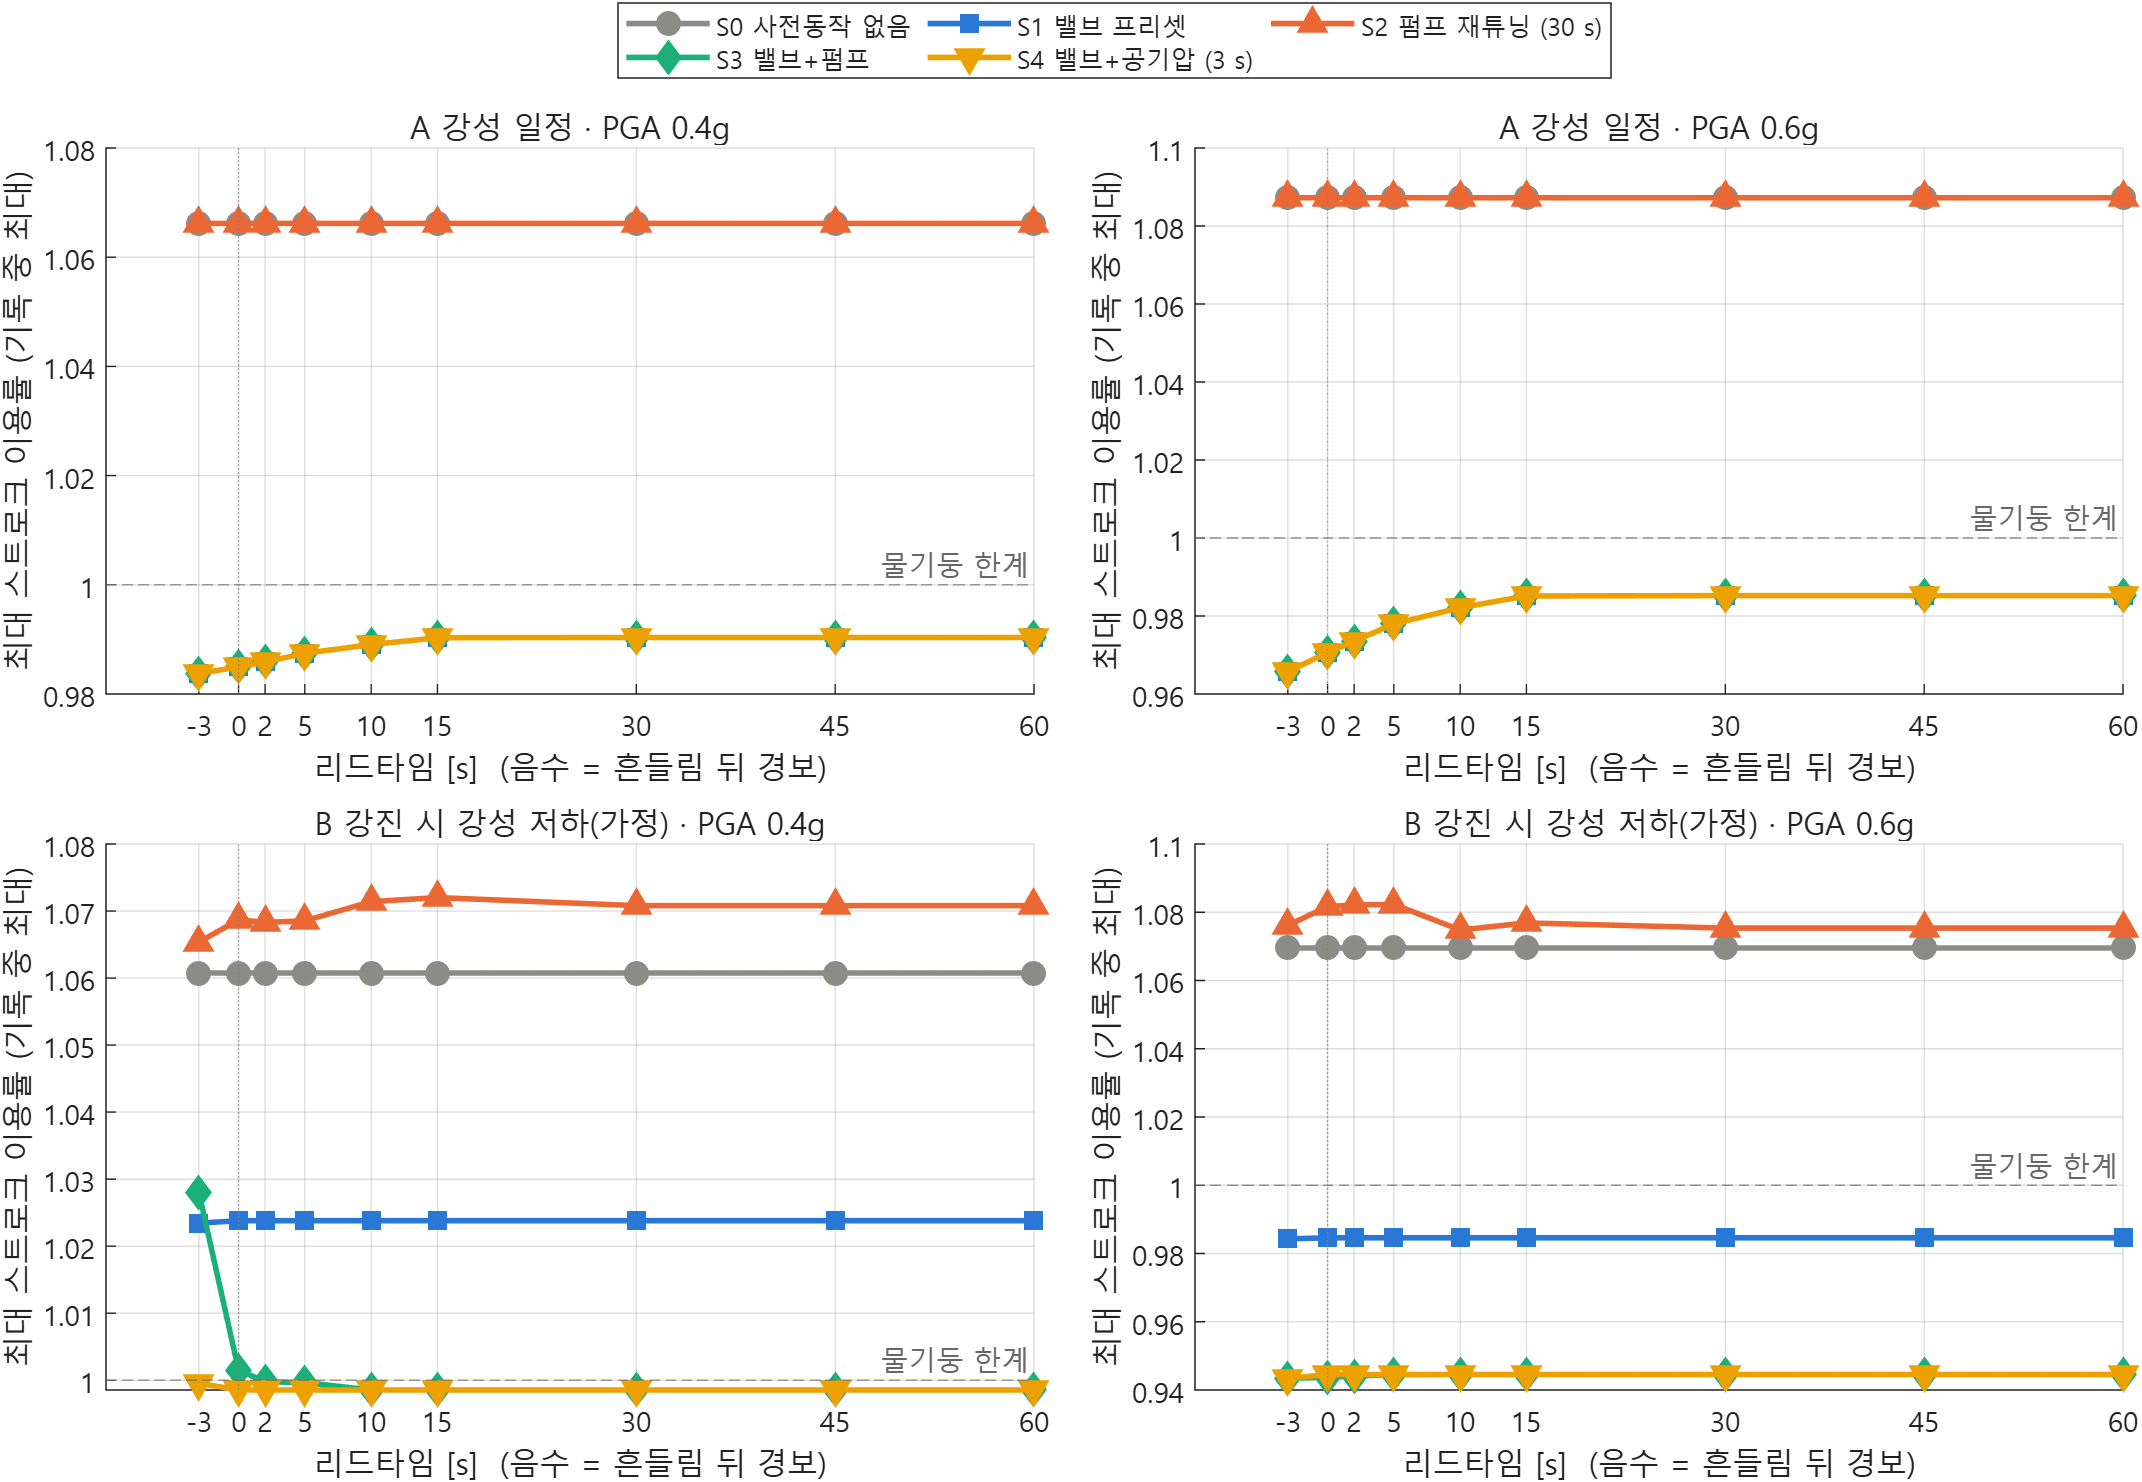 S0 사전동작 없음 S1 밸브 프리셋 S2 펌프 재튜닝 (30 s)
S3 밸브+펌프 S4 밸브+공기압 (3 s)
A 강성 일정 · PGA 0.4g
최대 스트로크 이용률 (기록 중 최대)
1.08
1.06
1.04
1.02
1
0.98
물기둥 한계
-3 0 2 5 10 15 30 45 60
리드타임 [s] (음수 = 흔들림 뒤 경보)
A 강성 일정 · PGA 0.6g
최대 스트로크 이용률 (기록 중 최대)
1.1
1.08
1.06
1.04
1.02
1
0.98
0.96
물기둥 한계
-3 0 2 5 10 15 30 45 60
리드타임 [s] (음수 = 흔들림 뒤 경보)
B 강진 시 강성 저하(가정) · PGA 0.4g
최대 스트로크 이용률 (기록 중 최대)
1.08
1.07
1.06
1.05
1.04
1.03
1.02
1.01
1
물기둥 한계
-3 0 2 5 10 15 30 45 60
리드타임 [s] (음수 = 흔들림 뒤 경보)
B 강진 시 강성 저하(가정) · PGA 0.6g
최대 스트로크 이용률 (기록 중 최대)
1.1
1.08
1.06
1.04
1.02
1
0.98
0.96
0.94
물기둥 한계
-3 0 2 5 10 15 30 45 60
리드타임 [s] (음수 = 흔들림 뒤 경보)